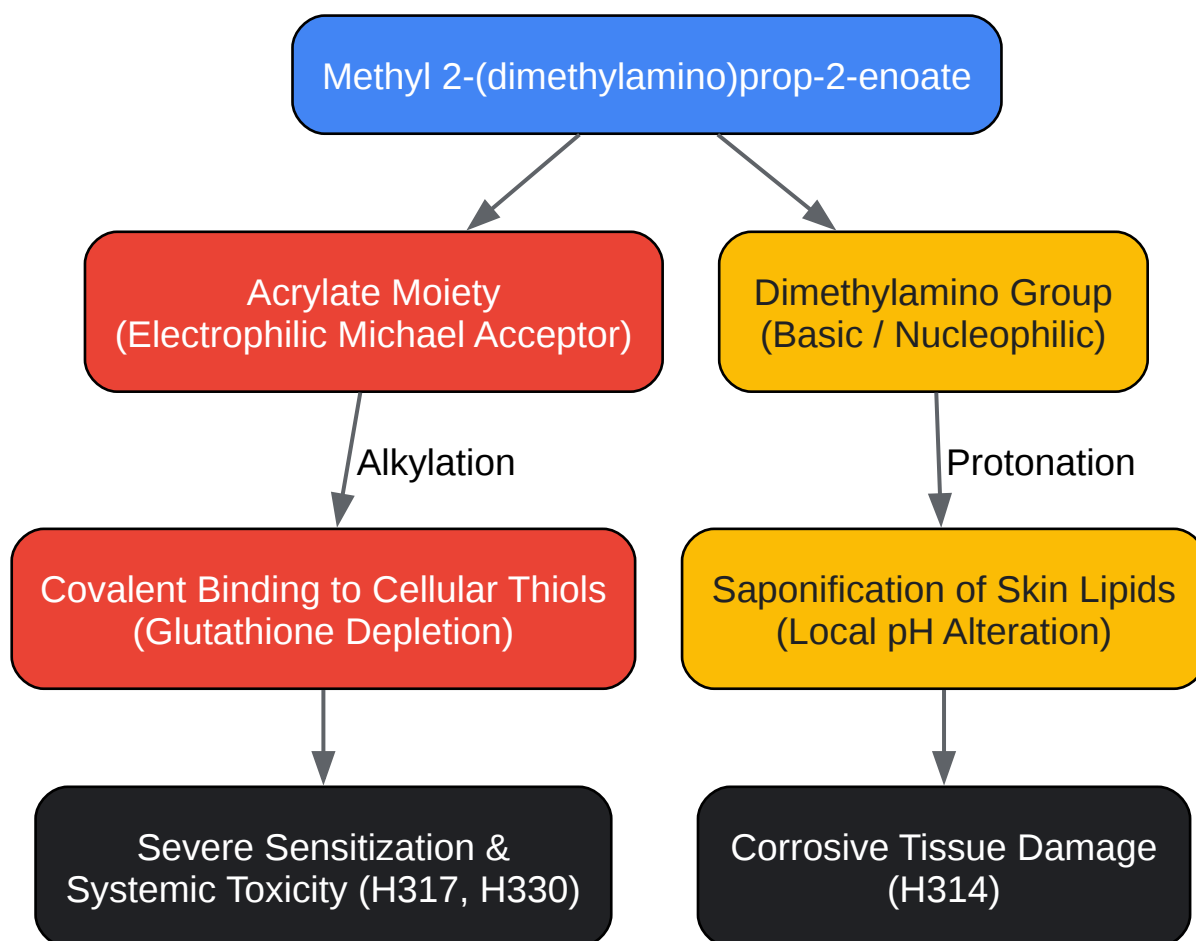 Methyl 2-(dimethylamino)prop-2-enoate
Acrylate Moiety
(Electrophilic Michael Acceptor)
Dimethylamino Group
(Basic / Nucleophilic)
Alkylation
Protonation
Covalent Binding to Cellular Thiols
(Glutathione Depletion)
Saponification of Skin Lipids
(Local pH Alteration)
Severe Sensitization &
Systemic Toxicity (H317, H330)
Corrosive Tissue Damage
(H314)